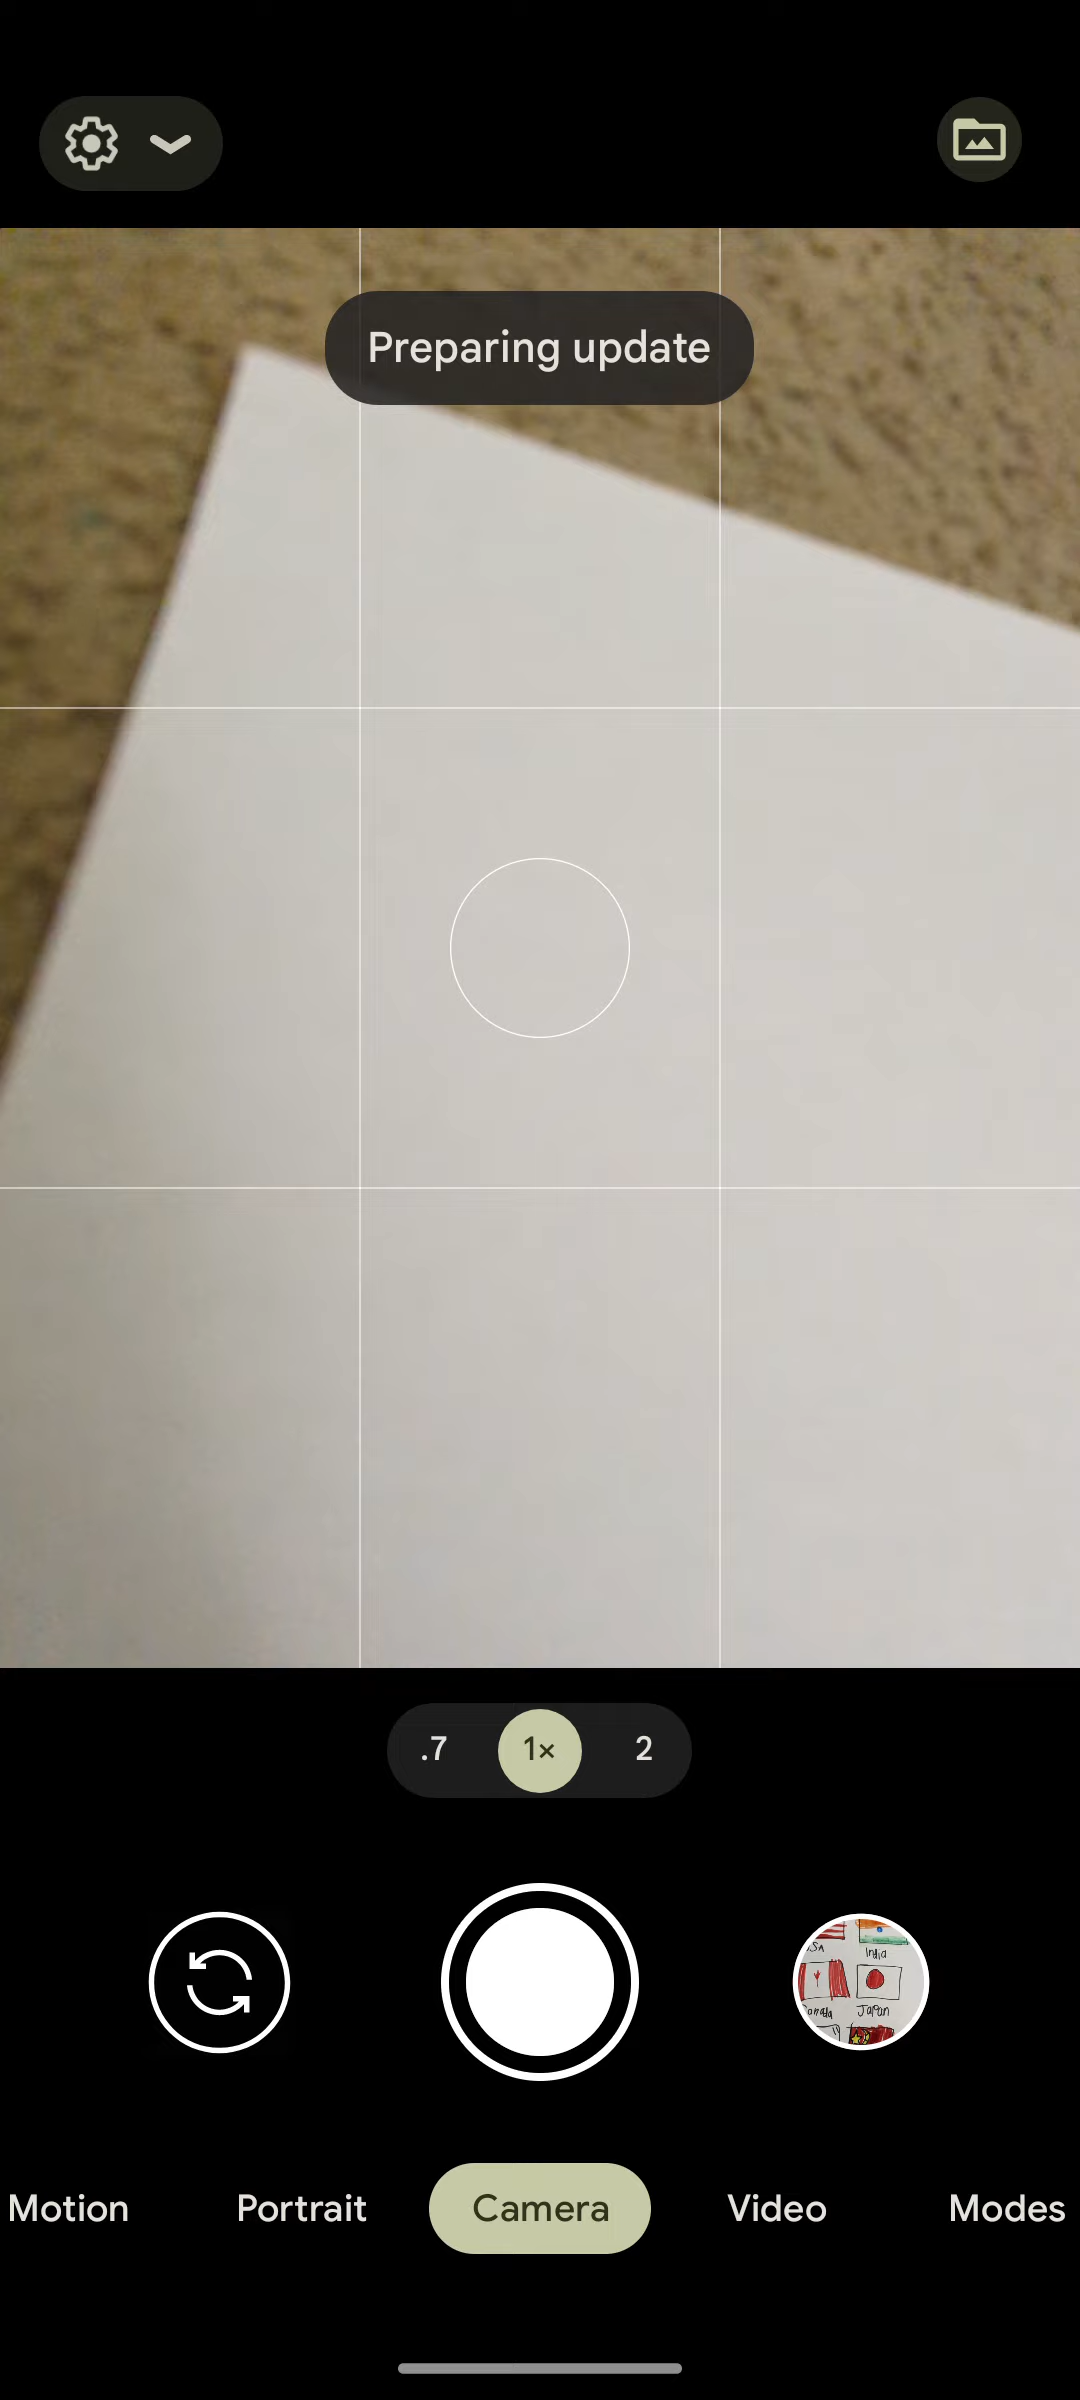 Preparing update
.7 1× 2
India
Japan
Motion Portrait Camera Video Modes